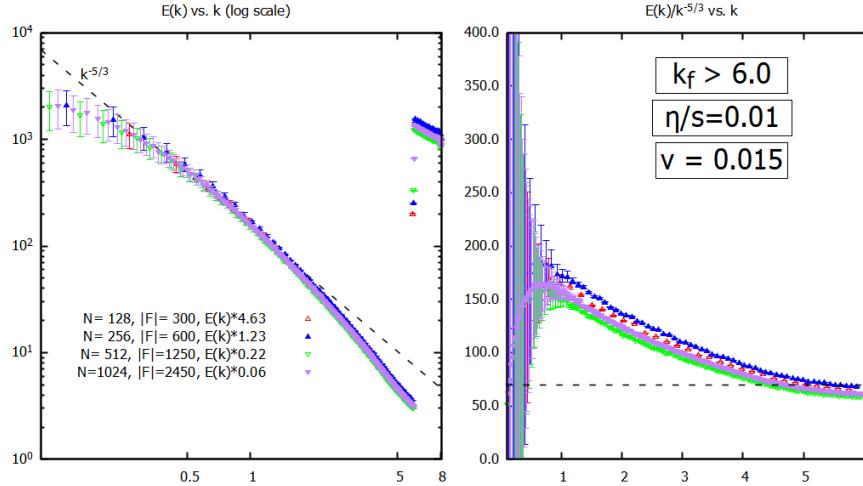 E(k) vs. k (log scale)
10^4
10^3
10^2
10^1
10^0
k^-5/3
N= 128, |F|= 300, E(k)*4.63
N= 256, |F|= 600, E(k)*1.23
N= 512, |F|=1250, E(k)*0.22
N=1024, |F|=2450, E(k)*0.06
0.5 1 5 8
E(k)/k^-5/3 vs. k
400.0
350.0
300.0
250.0
200.0
150.0
100.0
50.0
0.0
k_f > 6.0
η/s=0.01
v = 0.015
1 2 3 4 5